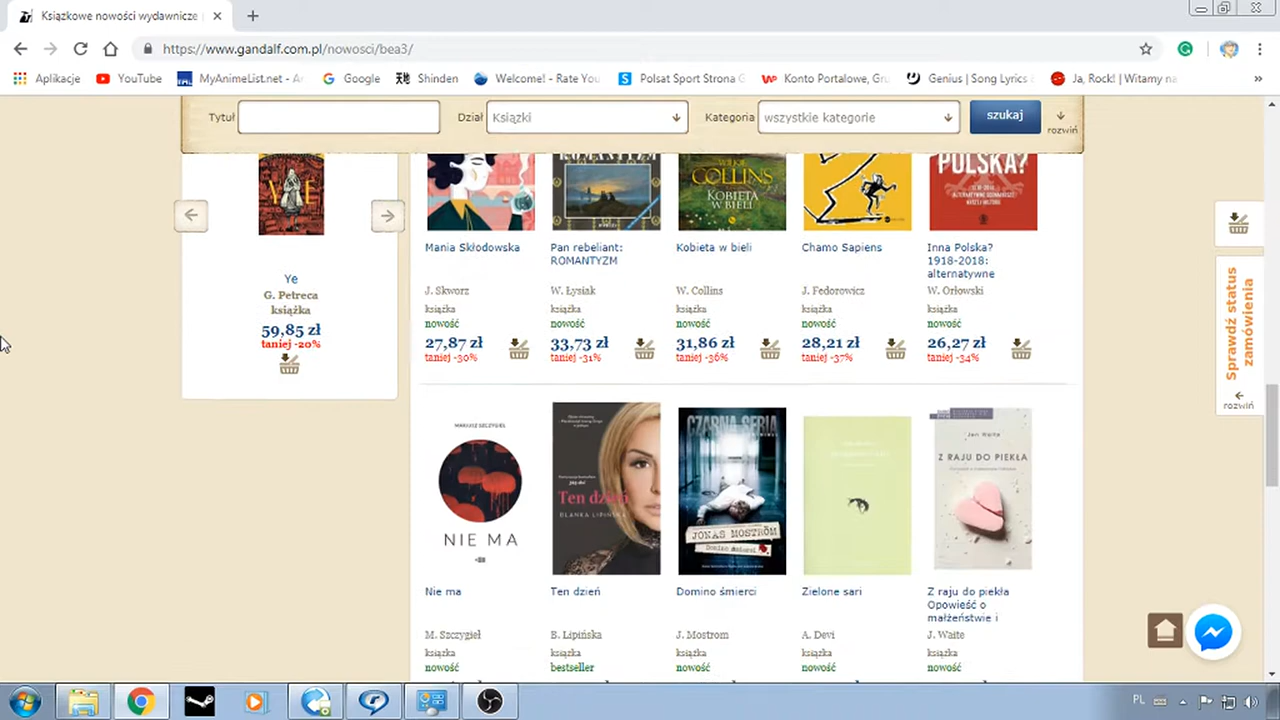 Książkowe nowości wydawnicze
https://www.gandalf.com.pl/nowosci/bea3/
Aplikacje YouTube MyAnimeList.net - Ar Google Shinden Welcome! - Rate You Polsat Sport Strona G Konto Portalowe, Gru Genius | Song Lyrics & Ja, Rock! | Witamy na »
Tytuł Dział Książki Kategoria wszystkie kategorie szukaj rozwiń
YE ROMANTYZM WILKIE COLLINS KOBIETA W BIELI POLSKA?
Ye
G. Petreca
książka
59,85 zł
taniej -20%
Mania Skłodowska
J. Skworz
książka
nowość
27,87 zł
taniej -30%
Pan rebeliant:
ROMANTYZM
W. Łysiak
książka
nowość
33,73 zł
taniej -31%
Kobieta w bieli
W. Collins
książka
nowość
31,86 zł
taniej -36%
Chamo Sapiens
J. Fedorowicz
książka
nowość
28,21 zł
taniej -37%
Inna Polska?
1918-2018:
alternatywne
W. Orłowski
książka
nowość
26,27 zł
taniej -34%
Sprawdź status
zamówienia
rozwiń
MARIUSZ SZCZYGIEŁ
NIE MA
Ten dzień
BLANKA LIPIŃSKA
CZARNA SERIA
JONAS MOSTRÖM
Domino śmierci
Jen Waite
Z RAJU DO PIEKŁA
Nie ma
M. Szczygieł
książka
nowość
Ten dzień
B. Lipińska
książka
bestseller
Domino śmierci
J. Mostrom
książka
nowość
Zielone sari
A. Devi
książka
nowość
Z raju do piekła
Opowieść o
małżeństwie i
J. Waite
książka
nowość
PL